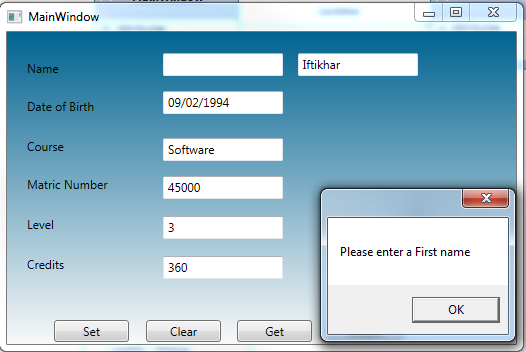 MainWindow
Name Iftikhar
Date of Birth 09/02/1994
Course Software
Matric Number 45000
Level 3
Credits 360
Please enter a First name
OK
Set Clear Get